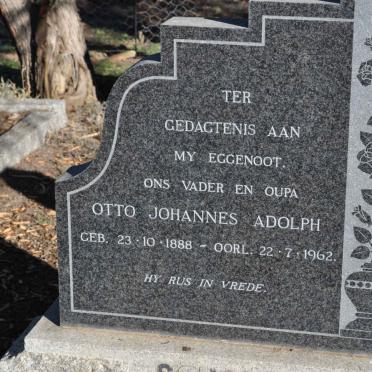 TER
GEDAGTENIS AAN
MY EGGENOOT,
ONS VADER EN OUPA
OTTO JOHANNES ADOLPH
GEB. 23·10·1888 – OORL. 22·7·1962.
HY RUS IN VREDE.